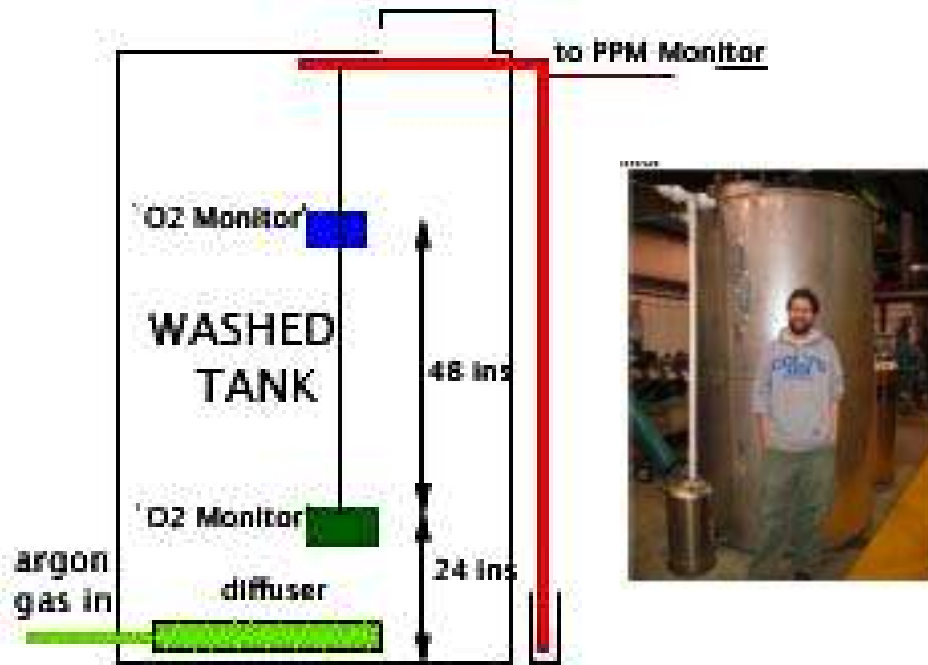 to PPM Monitor
'O2 Monitor'
WASHED
TANK
48 ins
'O2 Monitor'
argon
gas in
diffuser
24 ins